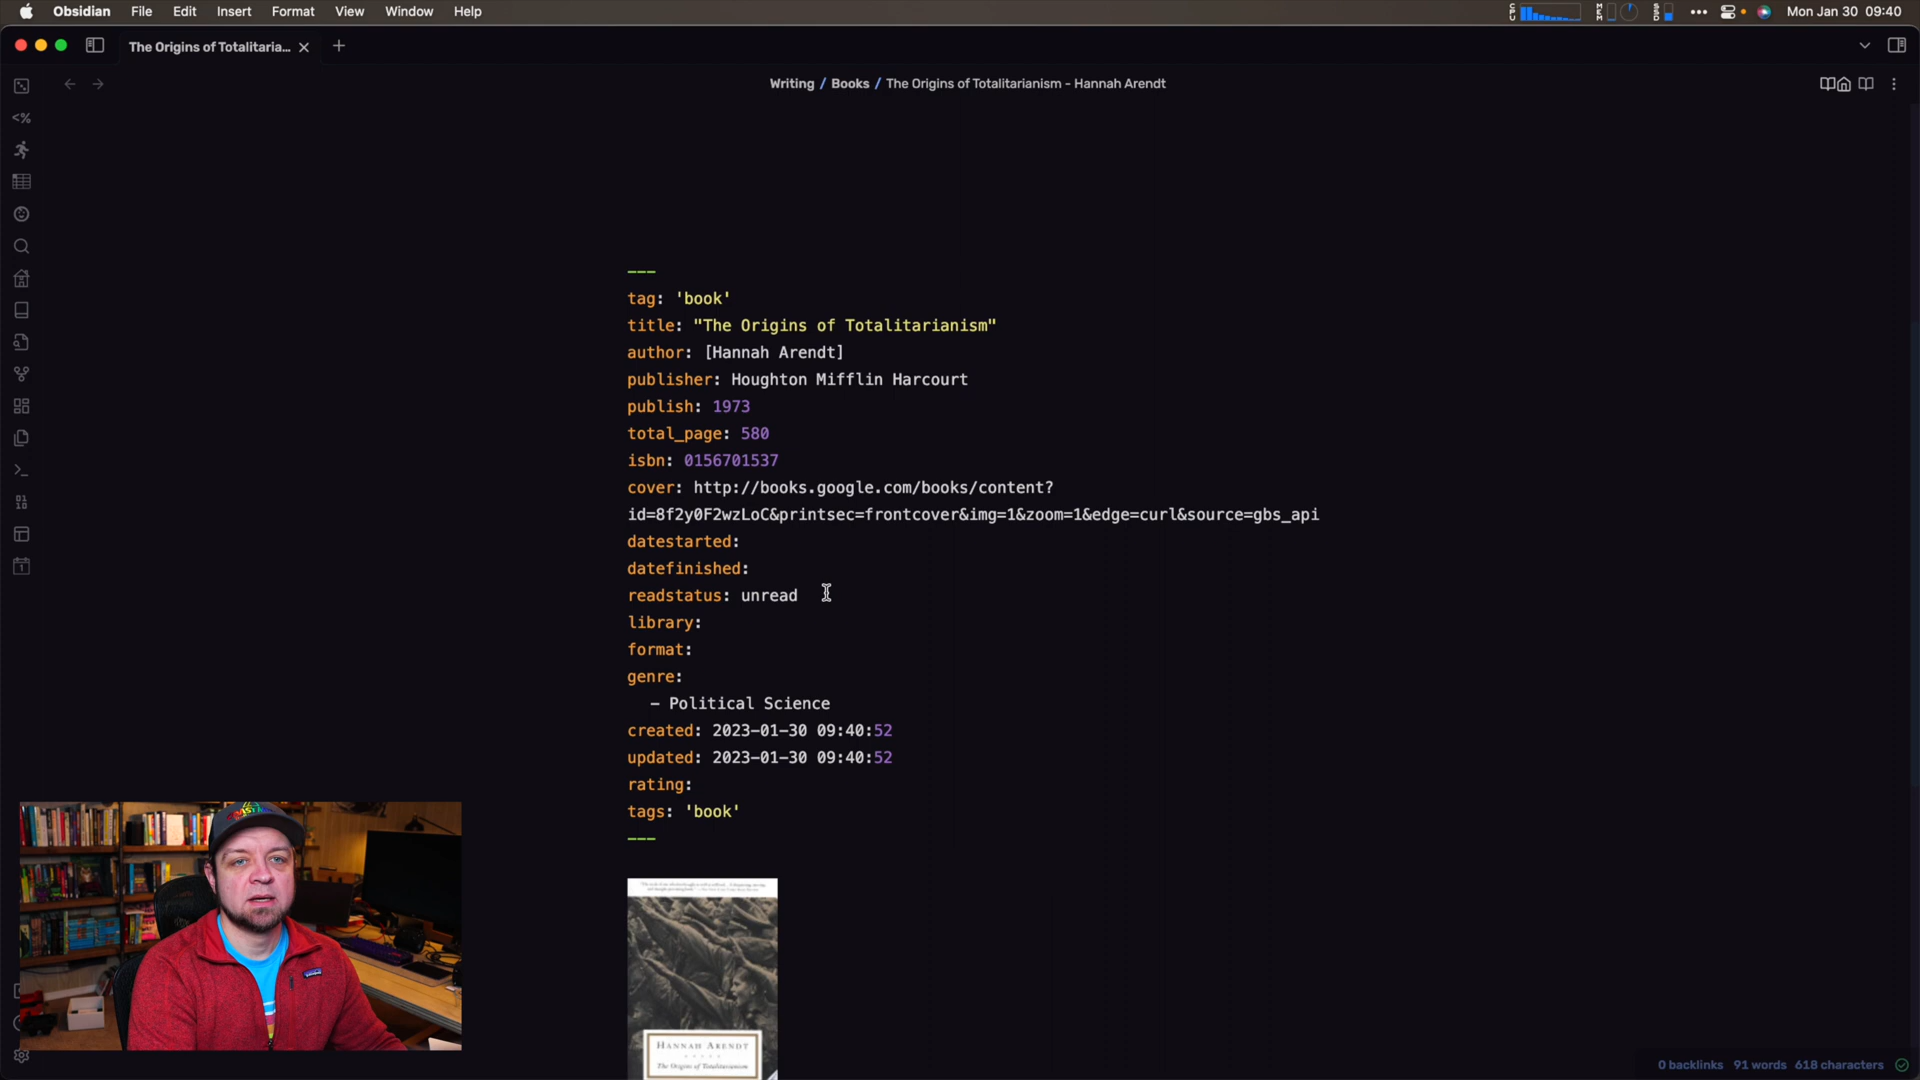 Obsidian File Edit Insert Format View Window Help Mon Jan 30 09:40
The Origins of Totalitaria...
Writing / Books / The Origins of Totalitarianism - Hannah Arendt
---
tag: 'book'
title: "The Origins of Totalitarianism"
author: [Hannah Arendt]
publisher: Houghton Mifflin Harcourt
publish: 1973
total_page: 580
isbn: 0156701537
cover: http://books.google.com/books/content?
id=8f2y0F2wzLoC&printsec=frontcover&img=1&zoom=1&edge=curl&source=gbs_api
datestarted:
datefinished:
readstatus: unread
library:
format:
genre:
- Political Science
created: 2023-01-30 09:40:52
updated: 2023-01-30 09:40:52
rating:
tags: 'book'
---
HANNAH ARENDT
The Origins of Totalitarianism
0 backlinks 91 words 618 characters